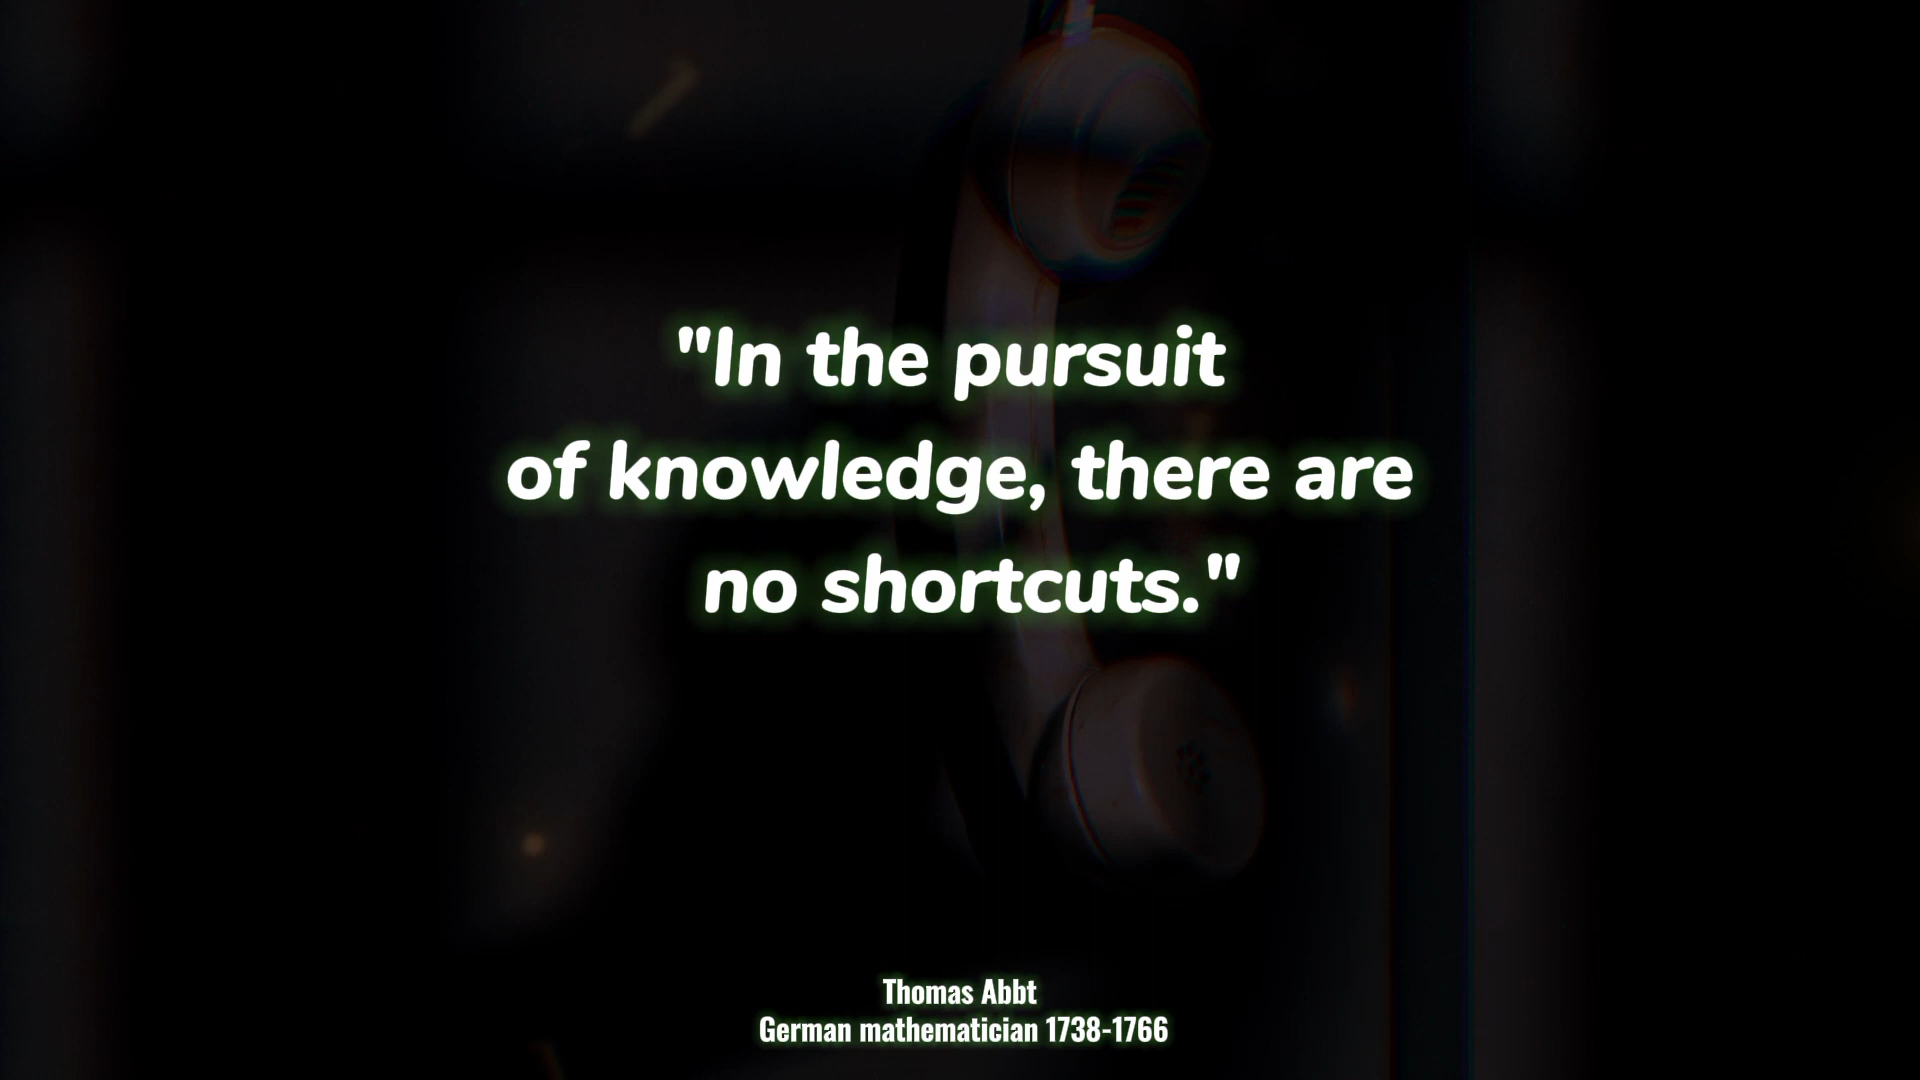 "In the pursuit
of knowledge, there are
no shortcuts."
Thomas Abbt
German mathematician 1738-1766